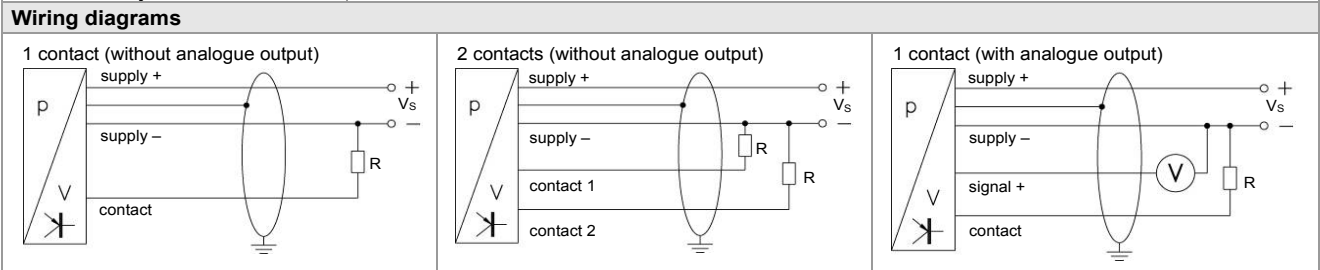 Wiring diagrams
1 contact (without analogue output)
supply +
p
+
Vs
–
supply –
R
V
contact
2 contacts (without analogue output)
supply +
p
+
Vs
–
supply –
R
R
contact 1
V
contact 2
1 contact (with analogue output)
supply +
p
+
Vs
–
supply –
V
R
signal +
V
contact